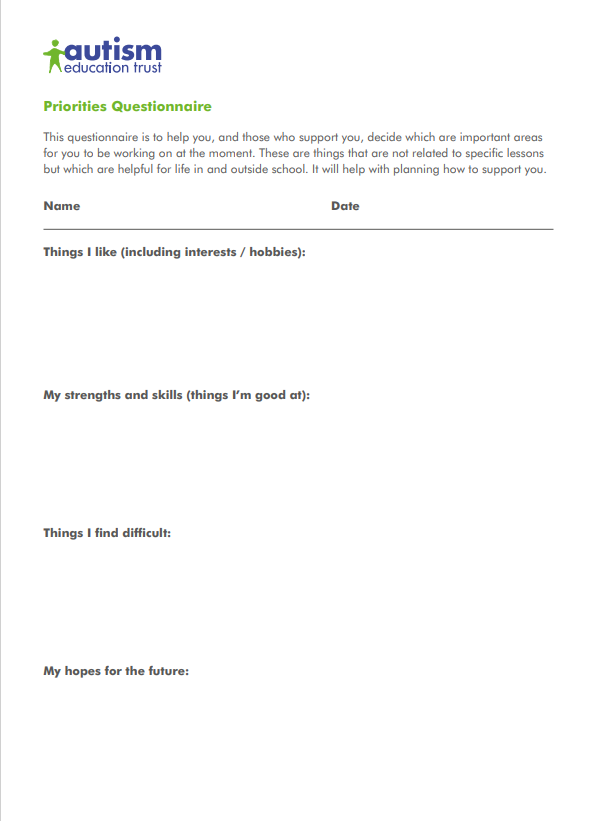 autism
education trust
Priorities Questionnaire
This questionnaire is to help you, and those who support you, decide which are important areas
for you to be working on at the moment. These are things that are not related to specific lessons
but which are helpful for life in and outside school. It will help with planning how to support you.
Name Date
Things I like (including interests / hobbies):
My strengths and skills (things I’m good at):
Things I find difficult:
My hopes for the future: